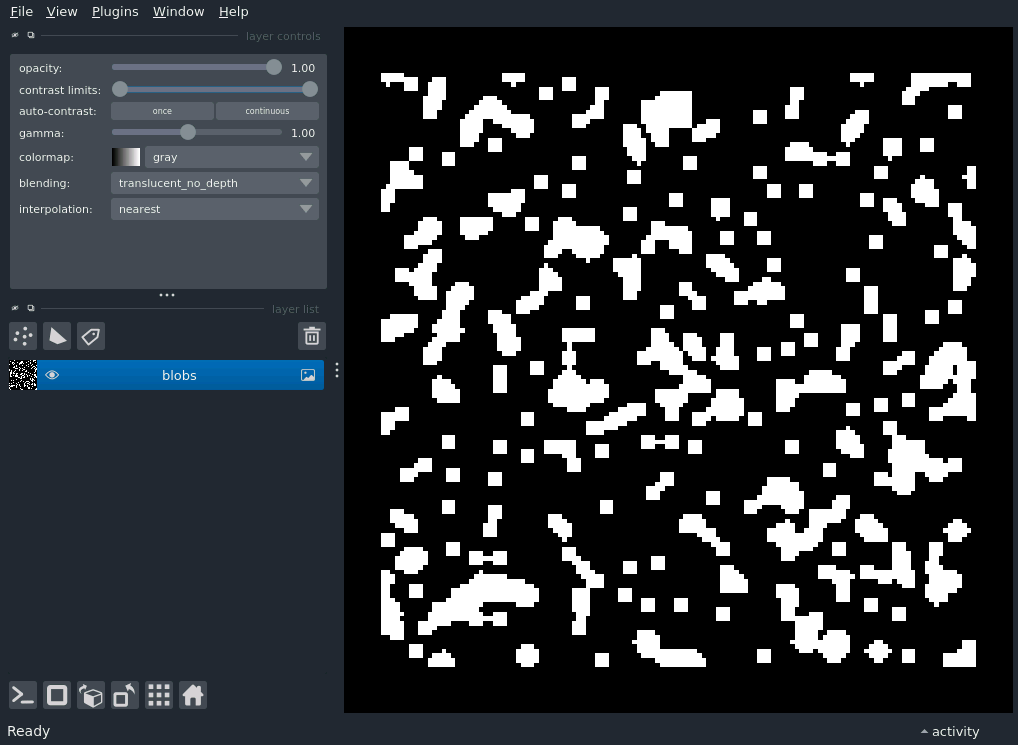 File View Plugins Window Help
layer controls
opacity: 1.00
contrast limits:
auto-contrast: once continuous
gamma: 1.00
colormap: gray
blending: translucent_no_depth
interpolation: nearest
layer list
blobs
Ready
activity